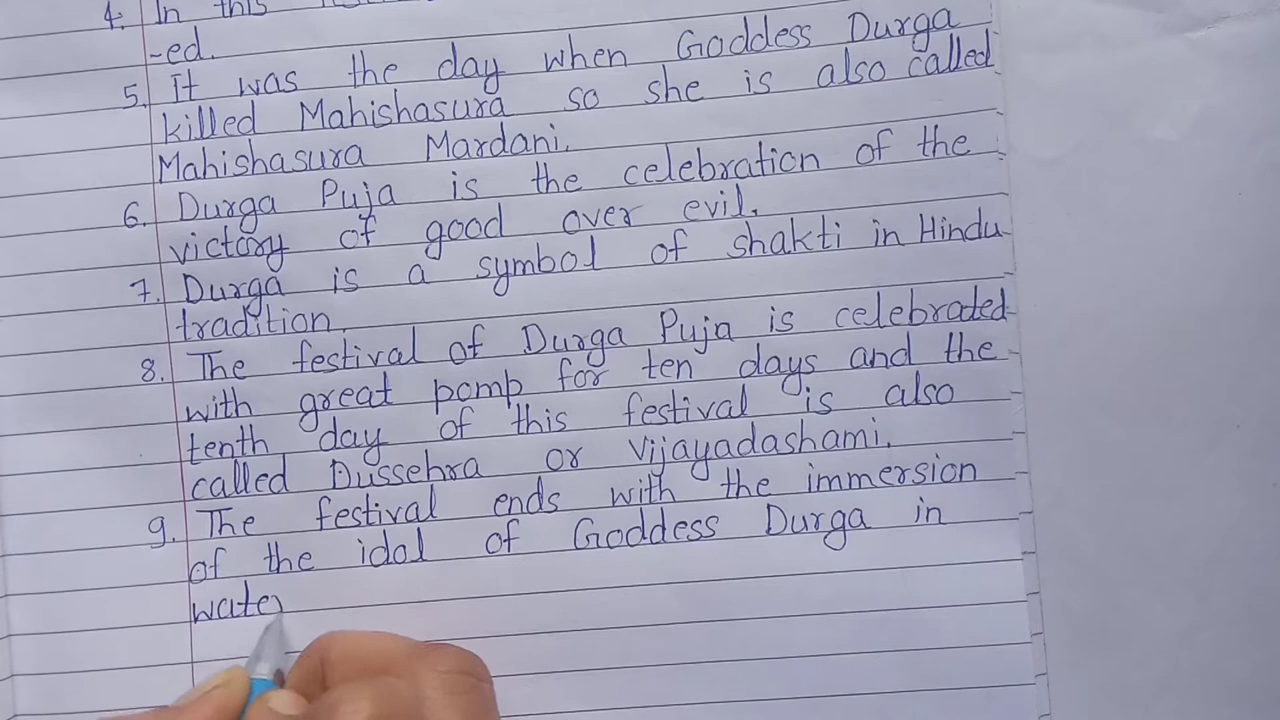 4. In this
-ed.
5. It was the day when Goddess Durga
killed Mahishasura so she is also called
Mahishasura Mardani.
6. Durga Puja is the celebration of the
victory of good over evil.
7. Durga is a symbol of shakti in Hindu
tradition.
8. The festival of Durga Puja is celebrated
with great pomp for ten days and the
tenth day of this festival is also
called Dussehra or Vijayadashami.
9. The festival ends with the immersion
of the idol of Goddess Durga in
water